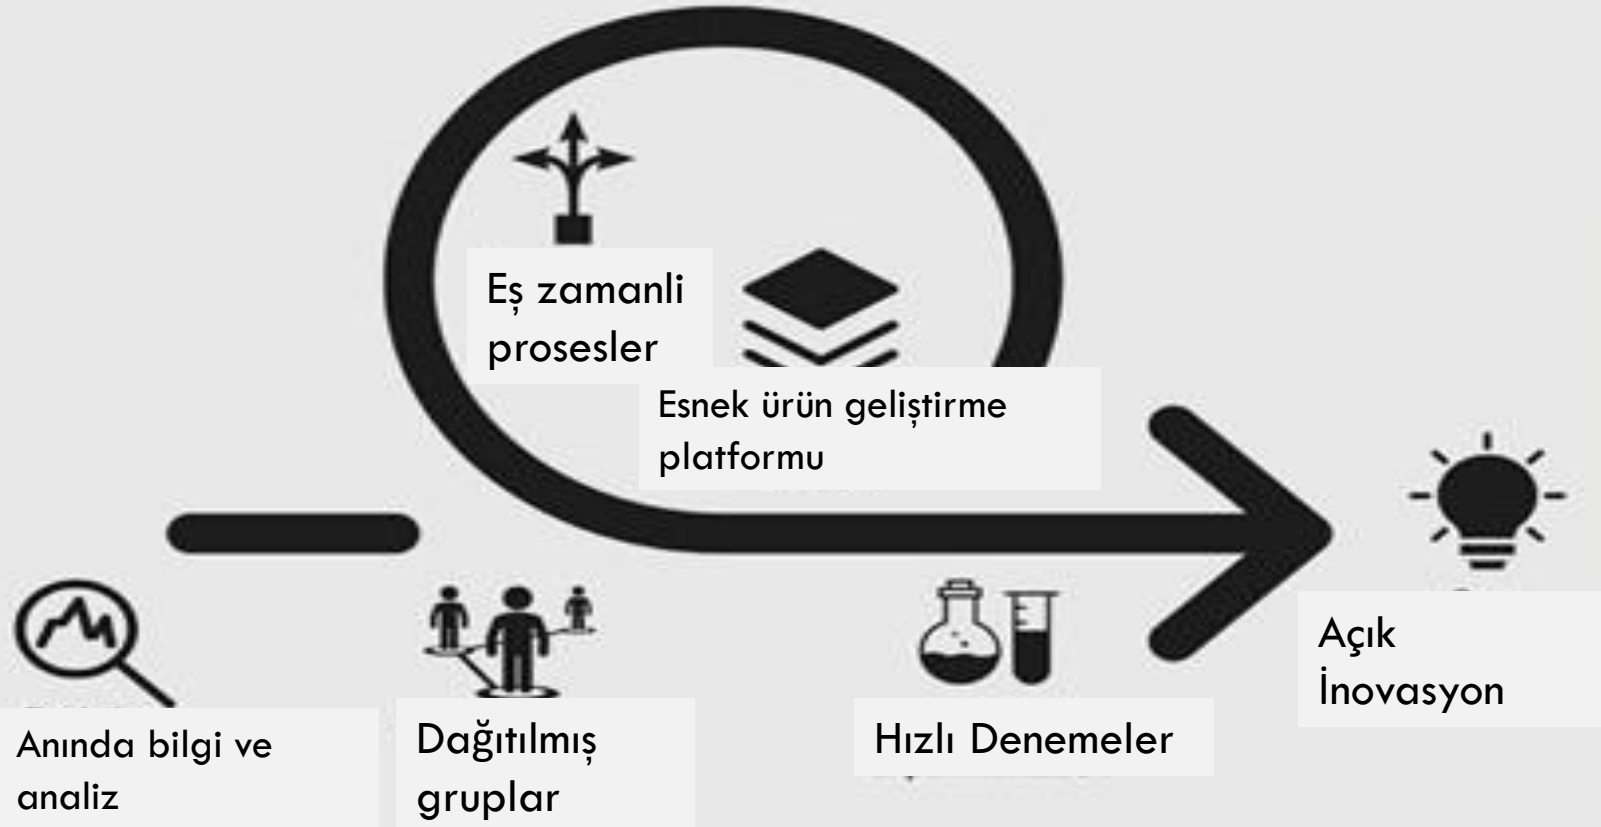 Eş zamanli
prosesler
Esnek ürün geliştirme
platformu
Anında bilgi ve
analiz
Dağıtılmış
gruplar
Hızlı Denemeler
Açık
İnovasyon